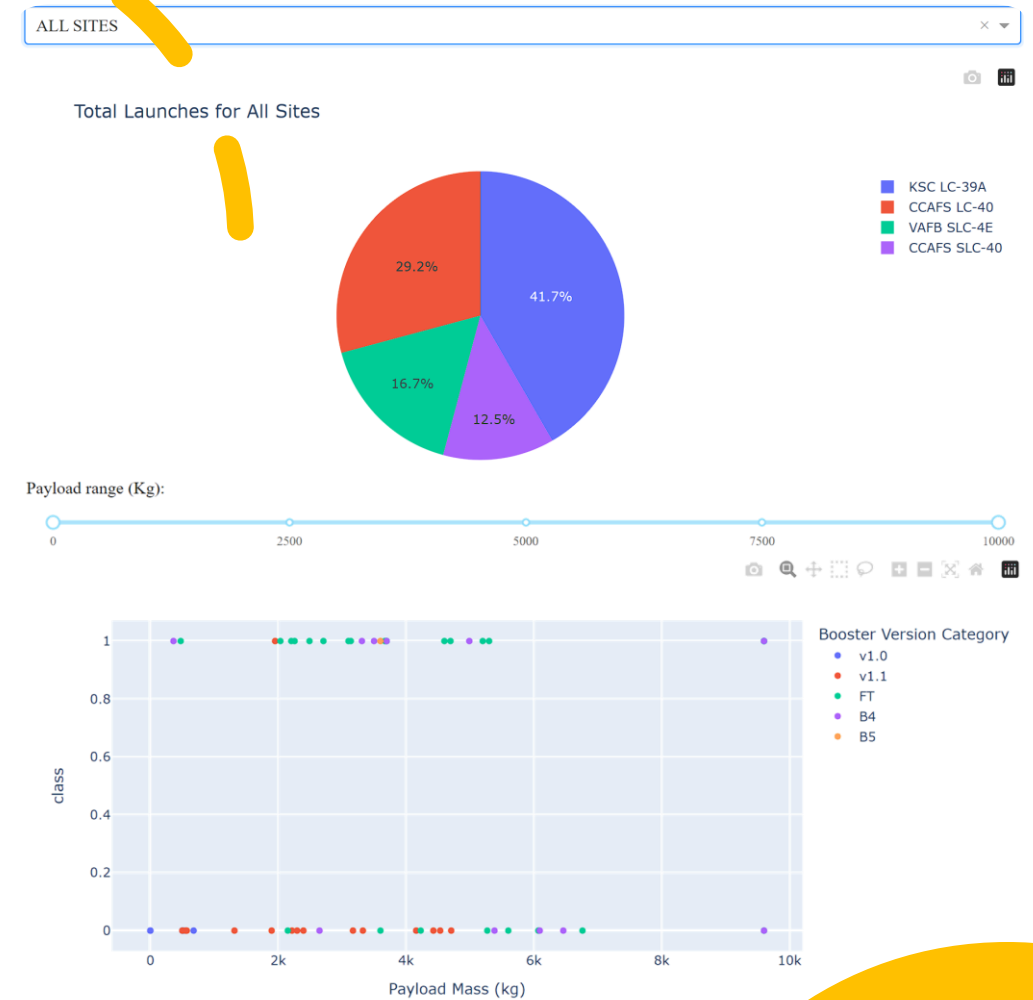 ALL SITES
Total Launches for All Sites
KSC LC-39A
CCAFS LC-40
VAFB SLC-4E
CCAFS SLC-40
29.2%
41.7%
16.7%
12.5%
Payload range (Kg):
0 2500 5000 7500 10000
Booster Version Category
v1.0
v1.1
FT
B4
B5
class
1
0.8
0.6
0.4
0.2
0
0 2k 4k 6k 8k 10k
Payload Mass (kg)